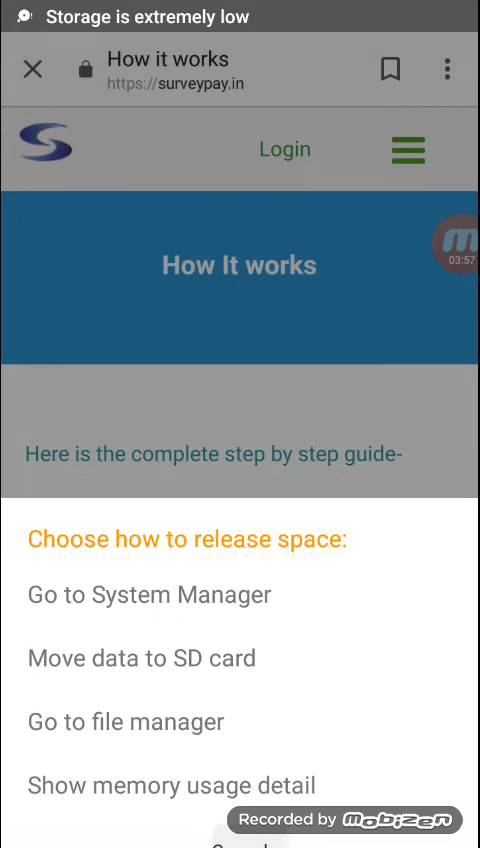 Storage is extremely low
How it works
https://surveypay.in
Login
How It works
03:57
Here is the complete step by step guide-
Choose how to release space:
Go to System Manager
Move data to SD card
Go to file manager
Show memory usage detail
Recorded by mobizen